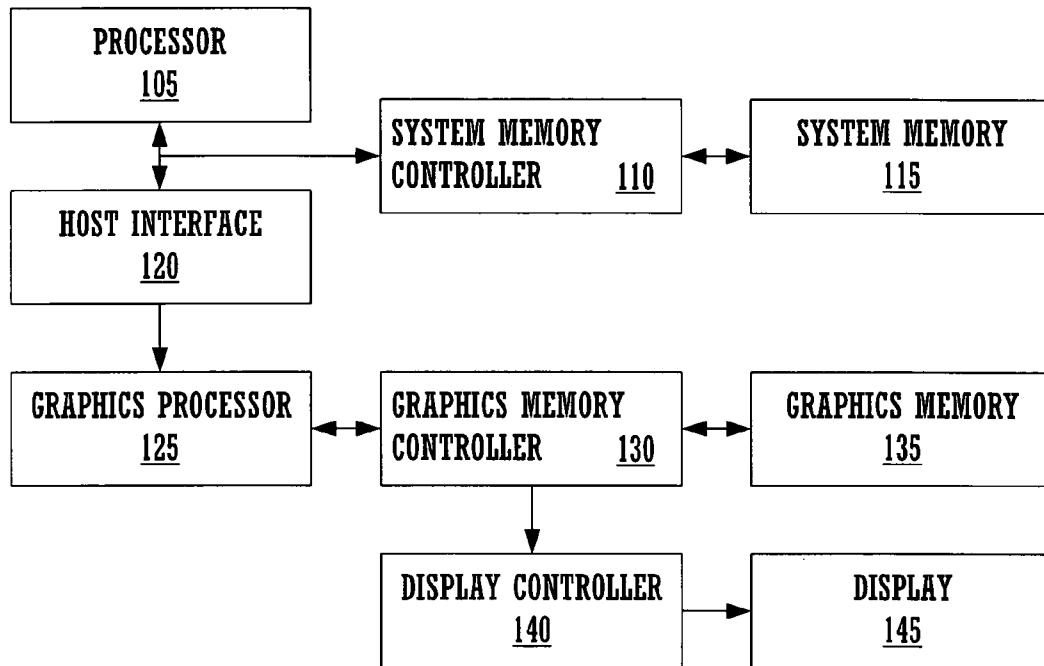 PROCESSOR
105
SYSTEM MEMORY
CONTROLLER 110
SYSTEM MEMORY
115
HOST INTERFACE
120
GRAPHICS PROCESSOR
125
GRAPHICS MEMORY
CONTROLLER 130
GRAPHICS MEMORY
135
DISPLAY CONTROLLER
140
DISPLAY
145